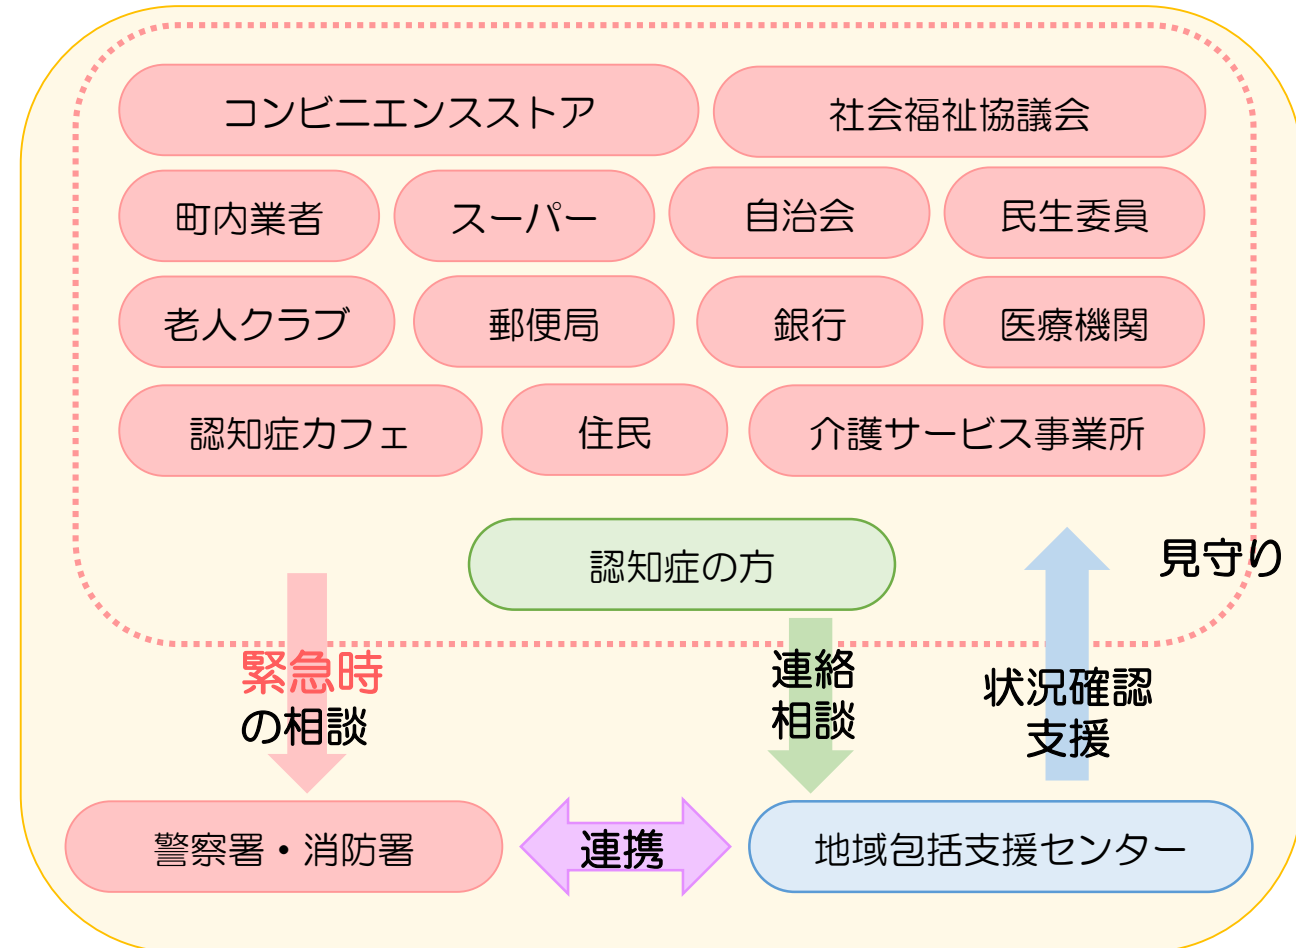 コンビニエンスストア
社会福祉協議会
町内業者
スーパー
自治会
民生委員
老人クラブ
郵便局
銀行
医療機関
認知症カフェ
住民
介護サービス事業所
認知症の方
見守り
緊急時
の相談
連絡
相談
状況確認
支援
警察署・消防署
連携
地域包括支援センター